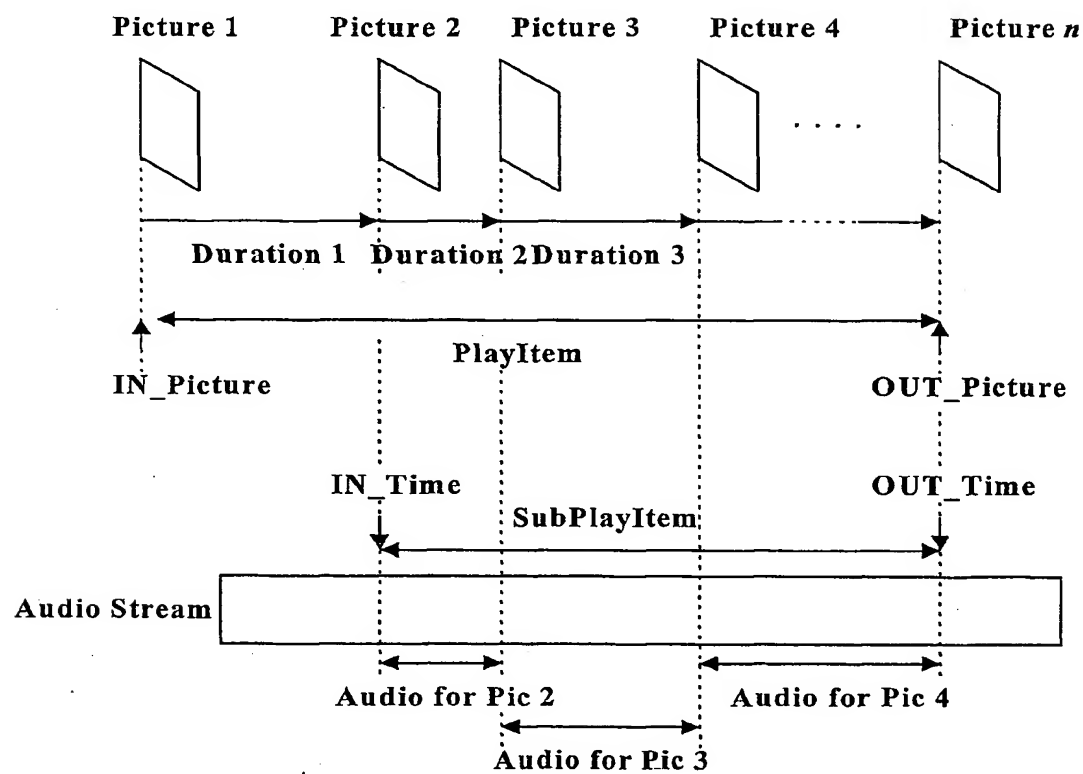 Picture 1 Picture 2 Picture 3 Picture 4 Picture n
. . . .
Duration 1 Duration 2 Duration 3
PlayItem
IN_Picture OUT_Picture
IN_Time OUT_Time
SubPlayItem
Audio Stream
Audio for Pic 2 Audio for Pic 4
Audio for Pic 3